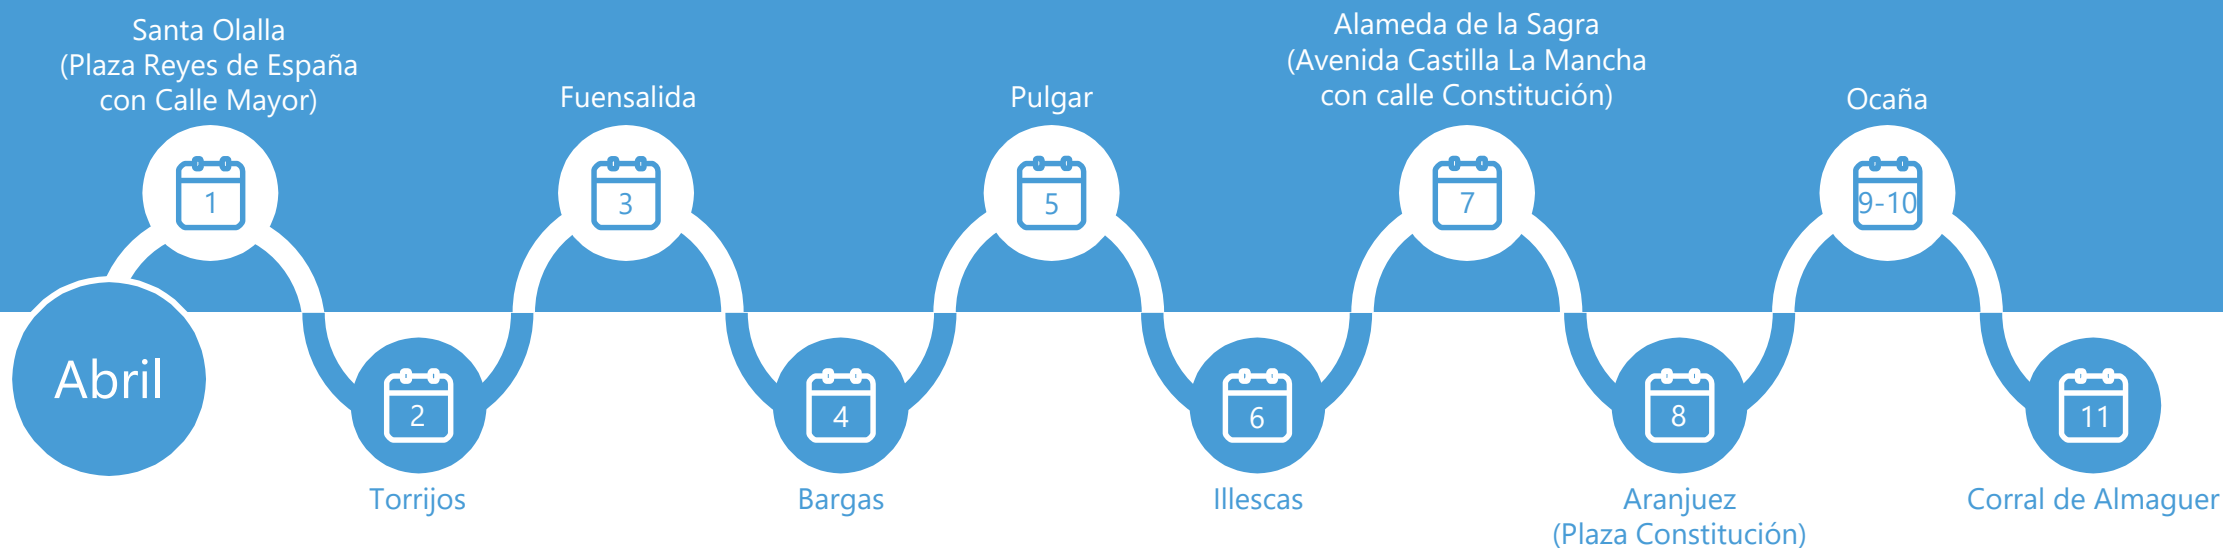 Abril
Santa Olalla
(Plaza Reyes de España
con Calle Mayor)
1
2
Torrijos
Fuensalida
3
4
Bargas
Pulgar
5
6
Illescas
Alameda de la Sagra
(Avenida Castilla La Mancha
con calle Constitución)
7
8
Aranjuez
(Plaza Constitución)
Ocaña
9-10
11
Corral de Almaguer